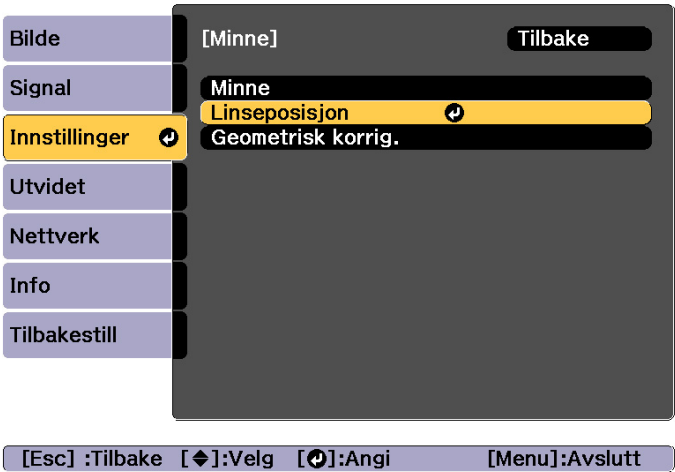 Bilde
Signal
Innstillinger
Utvidet
Nettverk
Info
Tilbakestill
[Minne] Tilbake
Minne
Linseposisjon
Geometrisk korrig.
[Esc] :Tilbake [◆]:Velg [↵]:Angi [Menu]:Avslutt